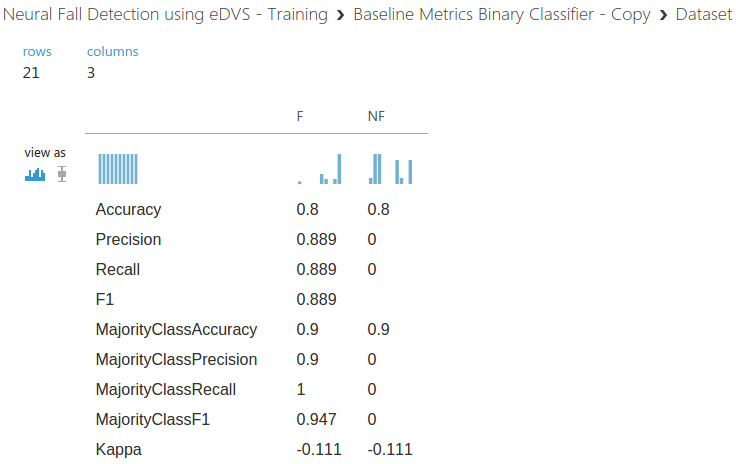 Neural Fall Detection using eDVS - Training ❯ Baseline Metrics Binary Classifier - Copy ❯ Dataset
rows columns
21 3
F NF
view as
Accuracy 0.8 0.8
Precision 0.889 0
Recall 0.889 0
F1 0.889
MajorityClassAccuracy 0.9 0.9
MajorityClassPrecision 0.9 0
MajorityClassRecall 1 0
MajorityClassF1 0.947 0
Kappa -0.111 -0.111